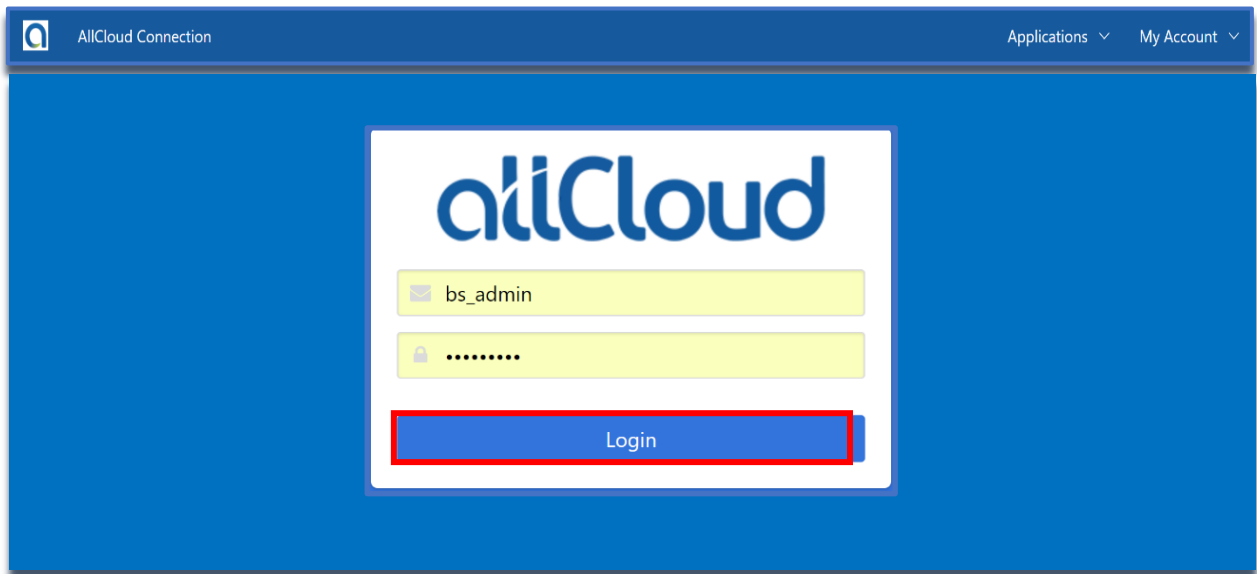 AllCloud Connection Applications My Account
allCloud
bs_admin
•••••••••
Login